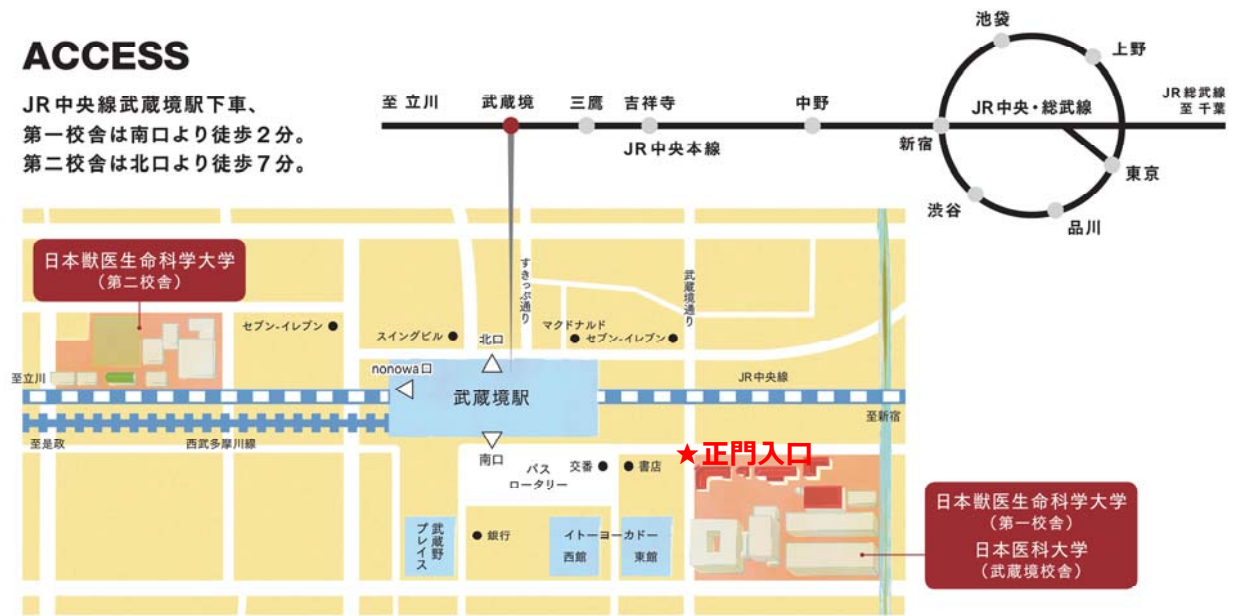 ACCESS
JR中央線武蔵境駅下車、
第一校舎は南口より徒歩2分。
第二校舎は北口より徒歩7分。
池袋
上野
至 立川
武蔵境
三鷹
吉祥寺
中野
JR中央・総武線
JR総武線
至 千葉
JR中央本線
新宿
東京
渋谷
品川
日本獣医生命科学大学
(第二校舎)
すきっぷ通り
武蔵境通り
セブン-イレブン
スイングビル
北口
マクドナルド
セブン-イレブン
nonowa口
至立川
武蔵境駅
JR中央線
至新宿
至是政
西武多摩川線
南口
バス
ロータリー
交番
書店
★正門入口
武蔵野
プレイス
銀行
イトーヨーカドー
西館
東館
日本獣医生命科学大学
(第一校舎)
日本医科大学
(武蔵境校舎)